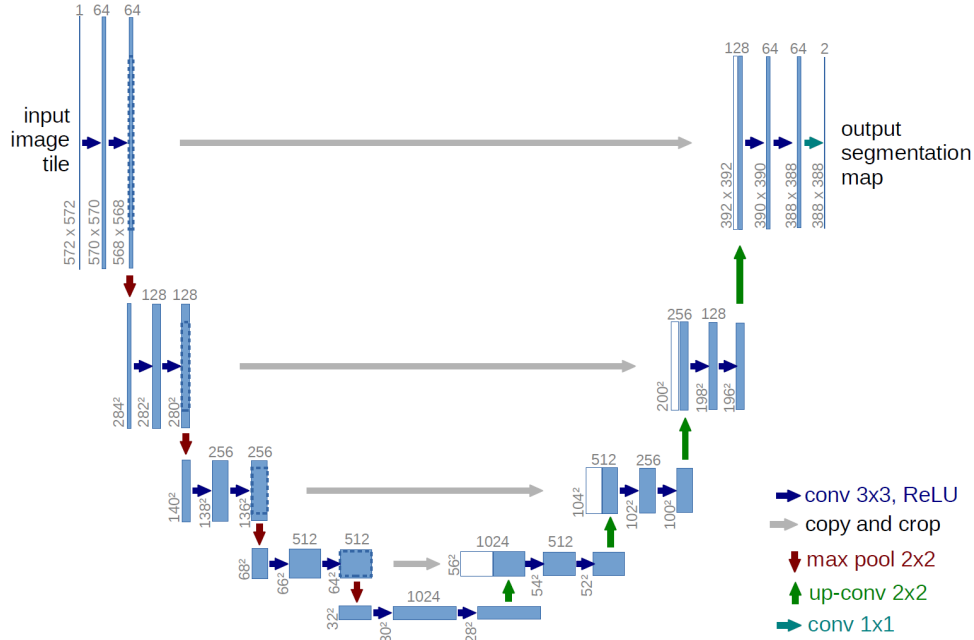 1
64
64
input
image
tile
572 x 572
570 x 570
568 x 568
128
64
64
2
output
segmentation
map
392 x 392
390 x 390
388 x 388
388 x 388
128
128
284²
282²
280²
256
128
200²
198²
196²
256
256
140²
138²
136²
512
256
104²
102²
100²
512
512
68²
66²
64²
1024
512
56²
54²
52²
1024
32²
30²
28²
conv 3x3, ReLU
copy and crop
max pool 2x2
up-conv 2x2
conv 1x1